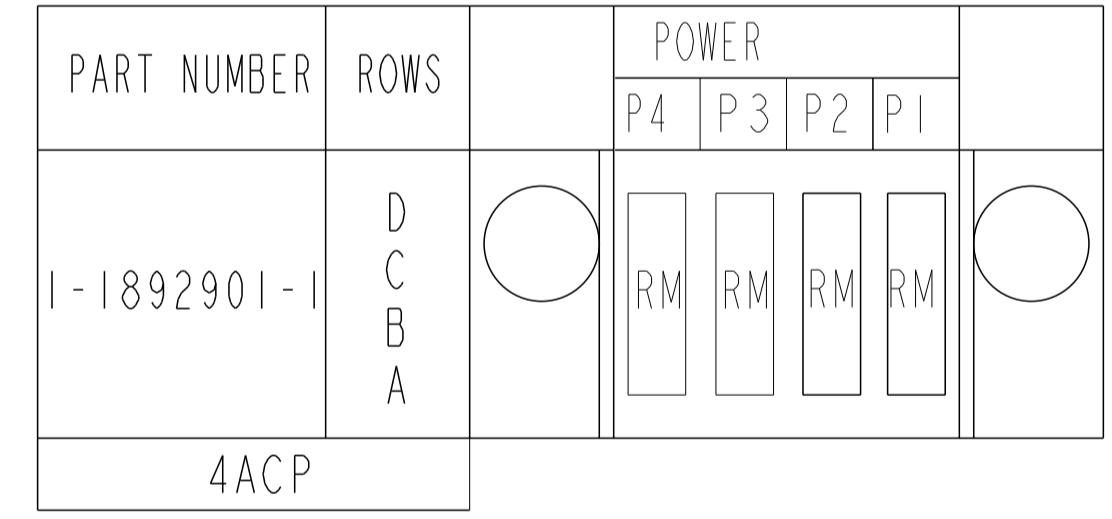 PART NUMBER
ROWS
POWER
P4
P3
P2
P1
1-1892901-1
D
C
B
A
RM
RM
RM
RM
4ACP